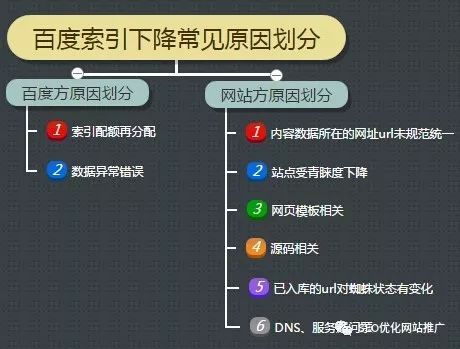 百度索引下降常见原因划分
百度方原因划分
1 索引配额再分配
2 数据异常错误
网站方原因划分
1 内容数据所在的网址url未规范统一
2 站点受青睐度下降
3 网页模板相关
4 源码相关
5 已入库的url对蜘蛛状态有变化
6 DNS、服务
O优化网站推广